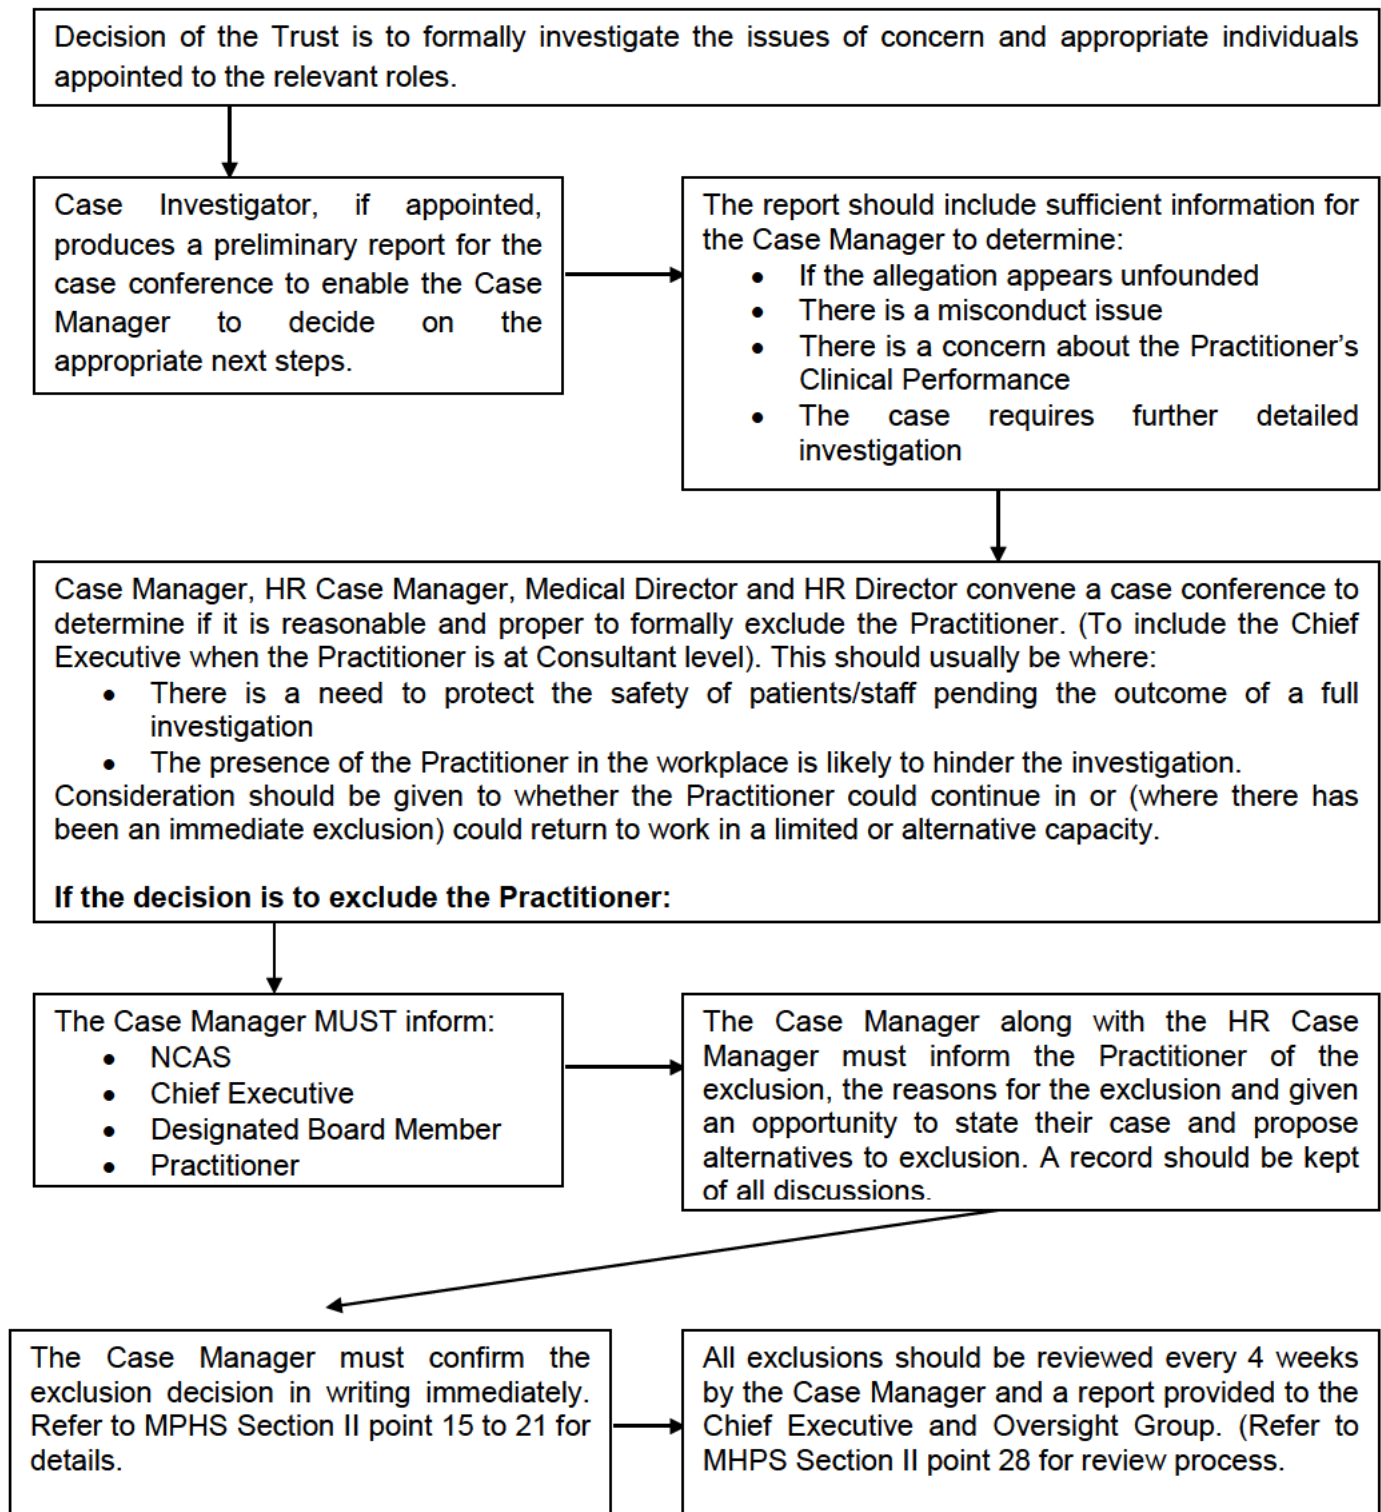 Decision of the Trust is to formally investigate the issues of concern and appropriate individuals
appointed to the relevant roles.
Case Investigator, if appointed,
produces a preliminary report for the
case conference to enable the Case
Manager to decide on the
appropriate next steps.
The report should include sufficient information for
the Case Manager to determine:
• If the allegation appears unfounded
• There is a misconduct issue
• There is a concern about the Practitioner’s
Clinical Performance
• The case requires further detailed
investigation
Case Manager, HR Case Manager, Medical Director and HR Director convene a case conference to
determine if it is reasonable and proper to formally exclude the Practitioner. (To include the Chief
Executive when the Practitioner is at Consultant level). This should usually be where:
• There is a need to protect the safety of patients/staff pending the outcome of a full
investigation
• The presence of the Practitioner in the workplace is likely to hinder the investigation.
Consideration should be given to whether the Practitioner could continue in or (where there has
been an immediate exclusion) could return to work in a limited or alternative capacity.
If the decision is to exclude the Practitioner:
The Case Manager MUST inform:
• NCAS
• Chief Executive
• Designated Board Member
• Practitioner
The Case Manager along with the HR Case
Manager must inform the Practitioner of the
exclusion, the reasons for the exclusion and given
an opportunity to state their case and propose
alternatives to exclusion. A record should be kept
of all discussions.
The Case Manager must confirm the
exclusion decision in writing immediately.
Refer to MPHS Section II point 15 to 21 for
details.
All exclusions should be reviewed every 4 weeks
by the Case Manager and a report provided to the
Chief Executive and Oversight Group. (Refer to
MHPS Section II point 28 for review process.